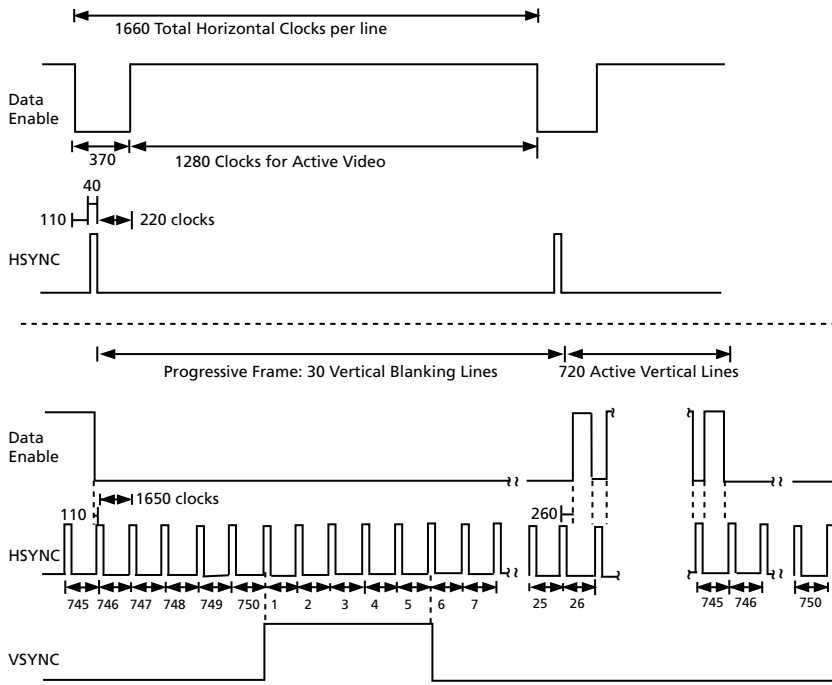 1660 Total Horizontal Clocks per line
Data
Enable
370
1280 Clocks for Active Video
40
110
220 clocks
HSYNC
Progressive Frame: 30 Vertical Blanking Lines
720 Active Vertical Lines
Data
Enable
1650 clocks
110
260
HSYNC
745 746 747 748 749 750 1 2 3 4 5 6 7 25 26 745 746 750
VSYNC